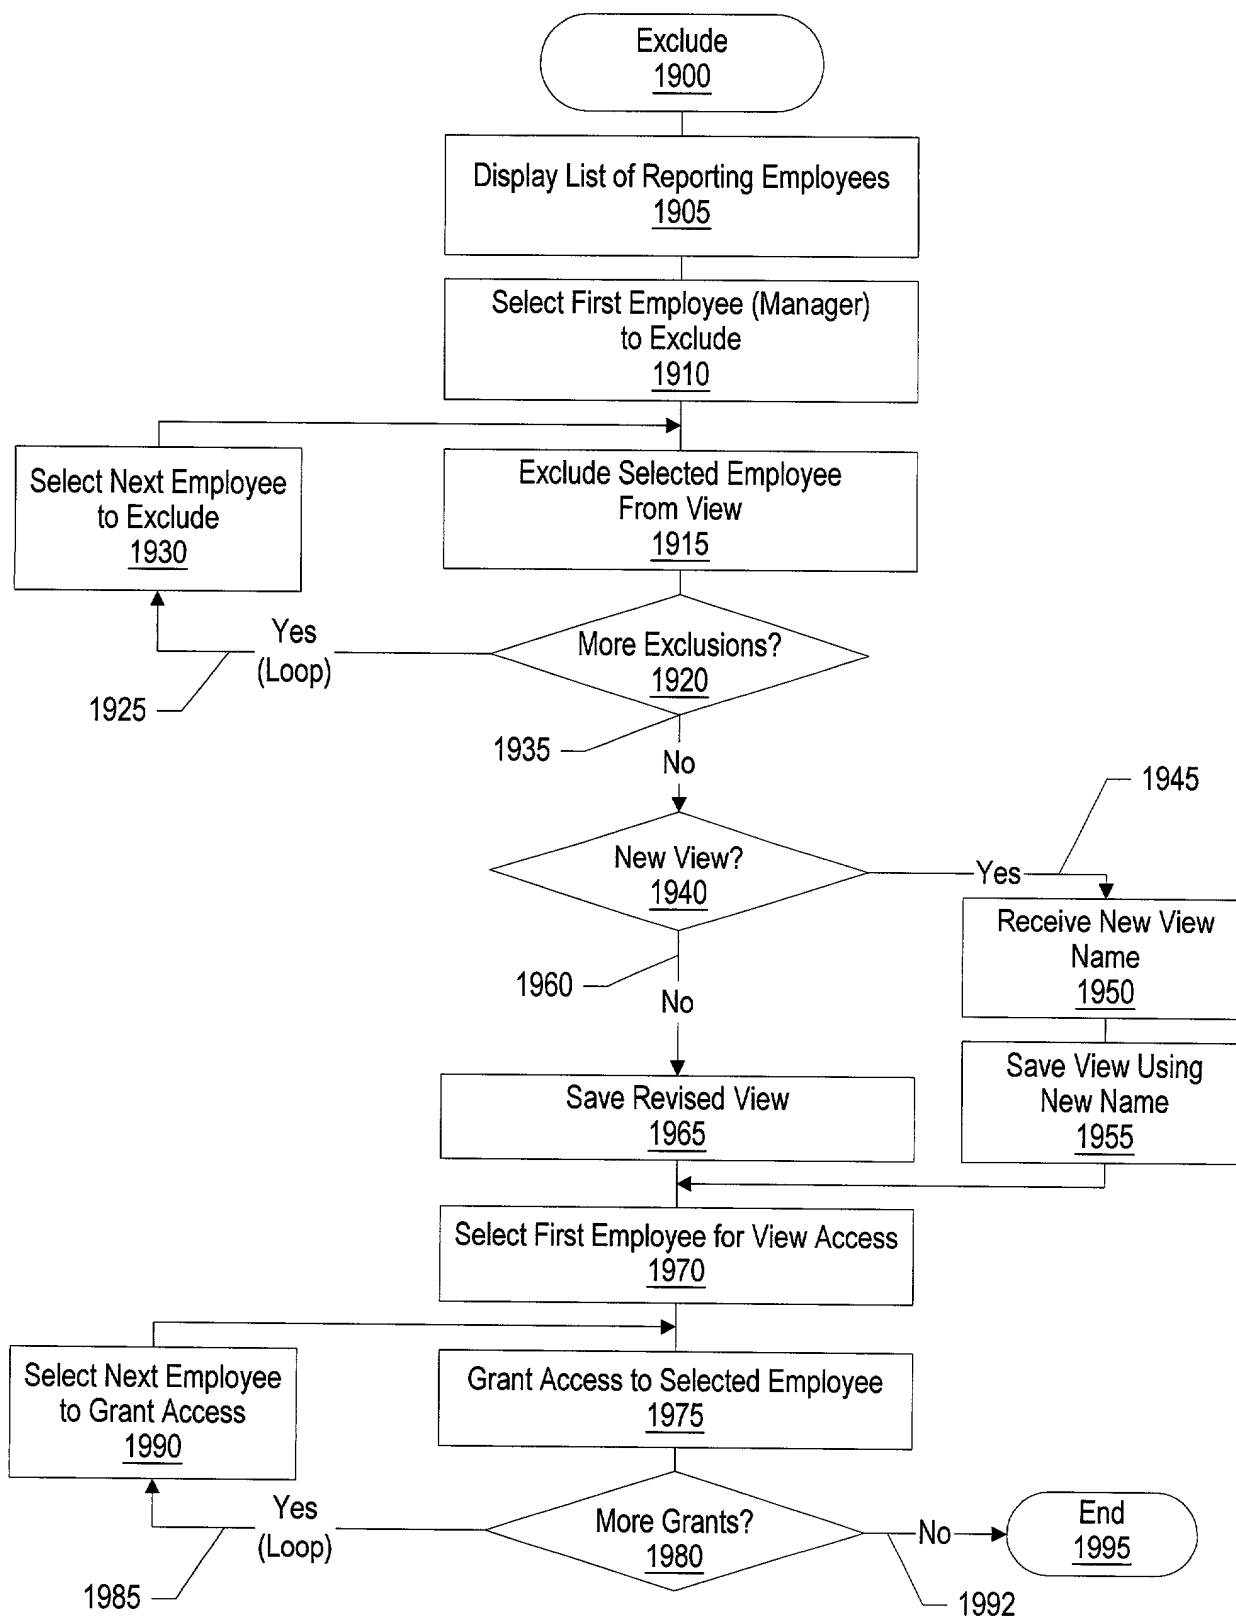 Exclude
1900
Display List of Reporting Employees
1905
Select First Employee (Manager)
to Exclude
1910
Select Next Employee
to Exclude
1930
Exclude Selected Employee
From View
1915
Yes
(Loop)
1925
More Exclusions?
1920
1935
No
1945
New View?
1940
Yes
Receive New View
Name
1950
1960
No
Save View Using
New Name
1955
Save Revised View
1965
Select First Employee for View Access
1970
Select Next Employee
to Grant Access
1990
Grant Access to Selected Employee
1975
Yes
(Loop)
1985
More Grants?
1980
No
1992
End
1995